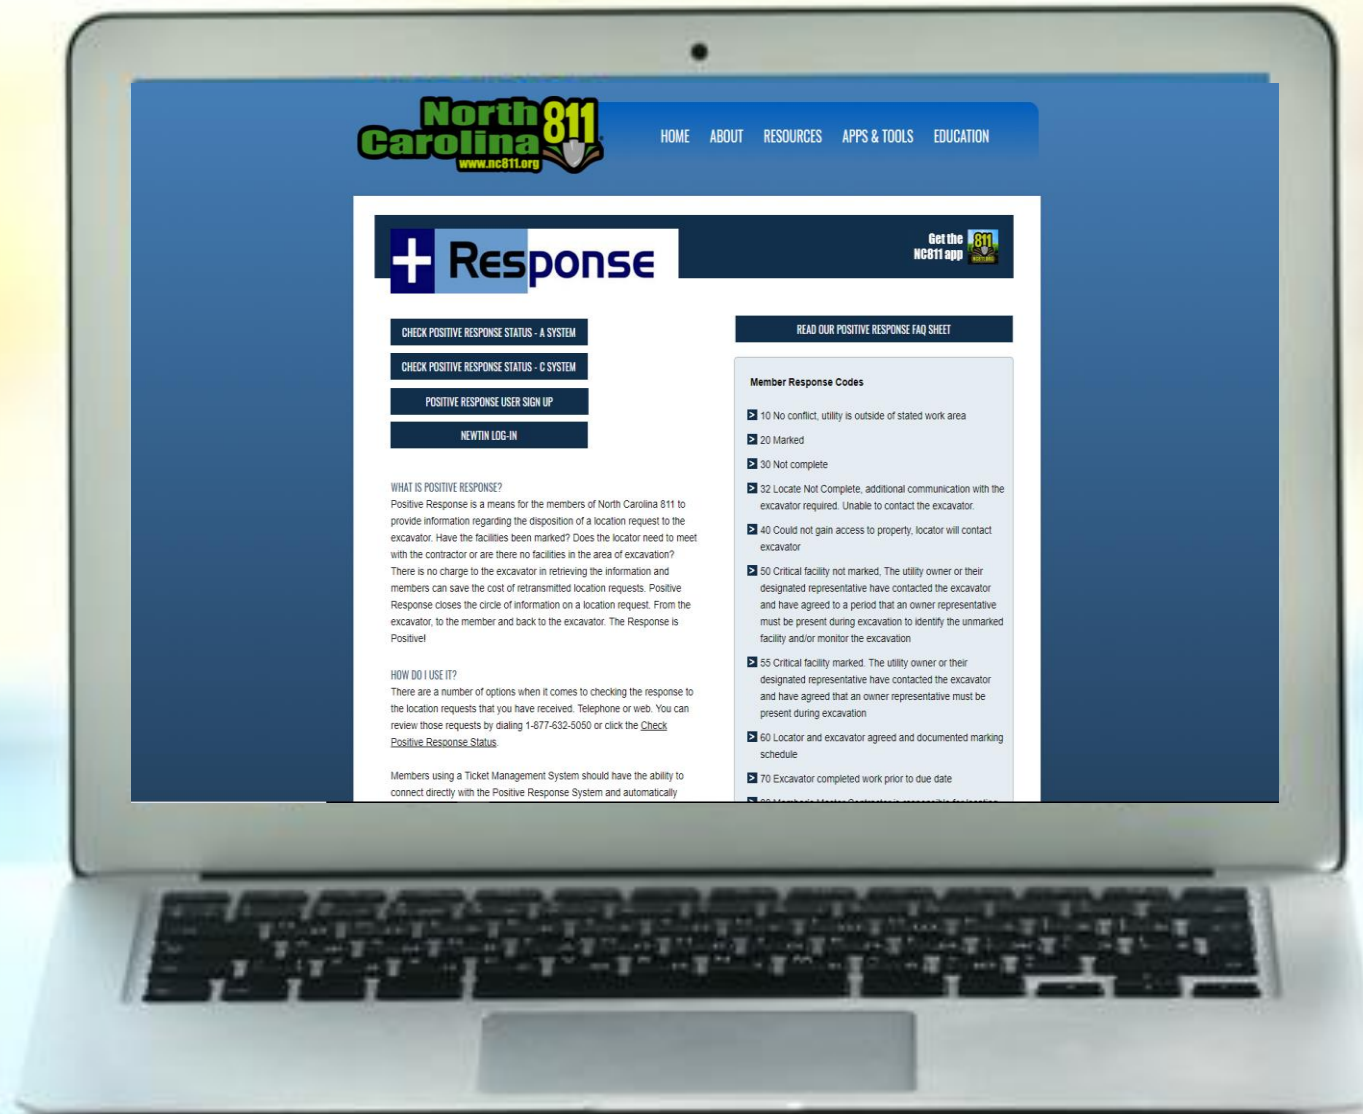 North 811
Carolina
www.nc811.org
HOME ABOUT RESOURCES APPS & TOOLS EDUCATION
+ Response
Get the
NC811 app
811
CHECK POSITIVE RESPONSE STATUS - A SYSTEM
CHECK POSITIVE RESPONSE STATUS - C SYSTEM
POSITIVE RESPONSE USER SIGN UP
NEWTIN LOG-IN
WHAT IS POSITIVE RESPONSE?
Positive Response is a means for the members of North Carolina 811 to
provide information regarding the disposition of a location request to the
excavator. Have the facilities been marked? Does the locator need to meet
with the contractor or are there no facilities in the area of excavation?
There is no charge to the excavator in retrieving the information and
members can save the cost of retransmitted location requests. Positive
Response closes the circle of information on a location request. From the
excavator, to the member and back to the excavator. The Response is
Positive!
HOW DO I USE IT?
There are a number of options when it comes to checking the response to
the location requests that you have received. Telephone or web. You can
review those requests by dialing 1-877-632-5050 or click the Check
Positive Response Status.
Members using a Ticket Management System should have the ability to
connect directly with the Positive Response System and automatically
READ OUR POSITIVE RESPONSE FAQ SHEET
Member Response Codes
10 No conflict, utility is outside of stated work area
20 Marked
30 Not complete
32 Locate Not Complete, additional communication with the
excavator required. Unable to contact the excavator.
40 Could not gain access to property, locator will contact
excavator
50 Critical facility not marked, The utility owner or their
designated representative have contacted the excavator
and have agreed to a period that an owner representative
must be present during excavation to identify the unmarked
facility and/or monitor the excavation
55 Critical facility marked. The utility owner or their
designated representative have contacted the excavator
and have agreed that an owner representative must be
present during excavation
60 Locator and excavator agreed and documented marking
schedule
70 Excavator completed work prior to due date